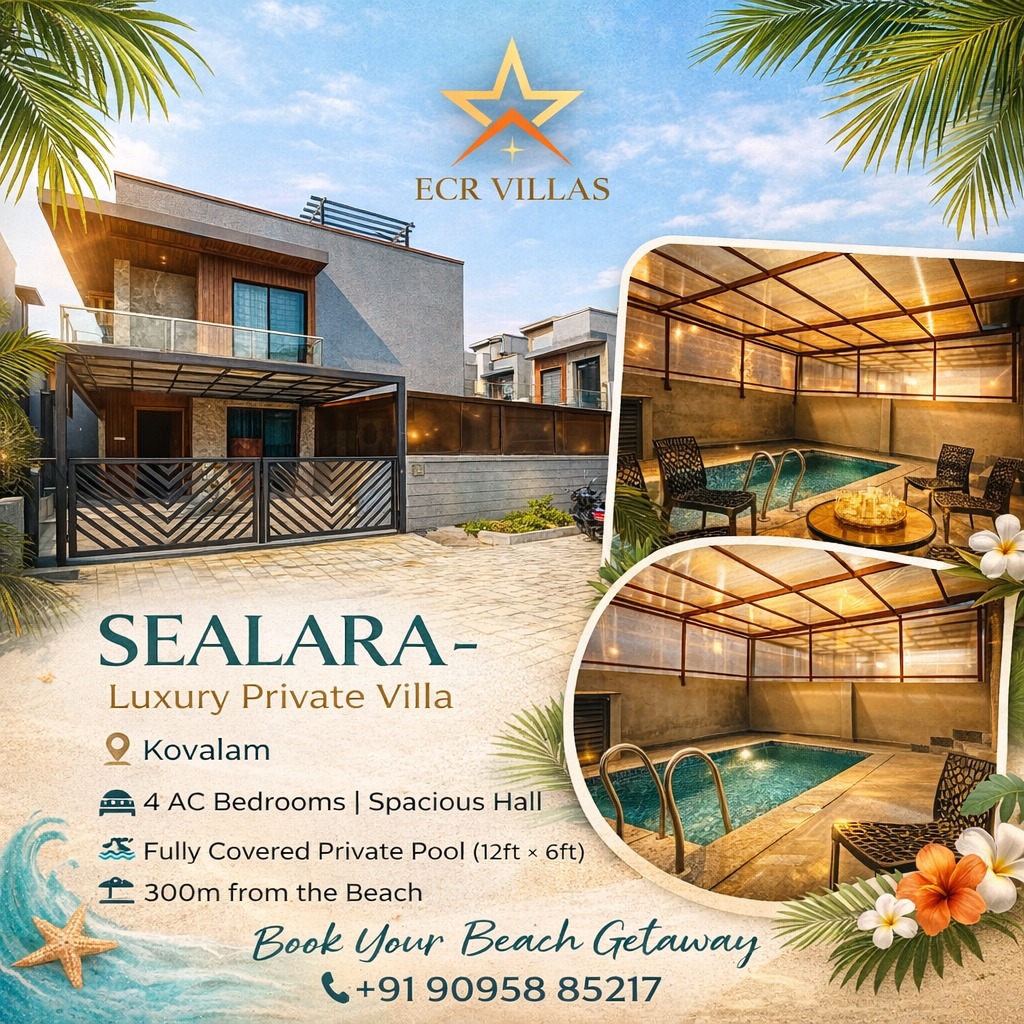 ECR VILLAS
SEALARA-
Luxury Private Villa
Kovalam
4 AC Bedrooms | Spacious Hall
Fully Covered Private Pool (12ft × 6ft)
300m from the Beach
Book Your Beach Getaway
+91 90958 85217